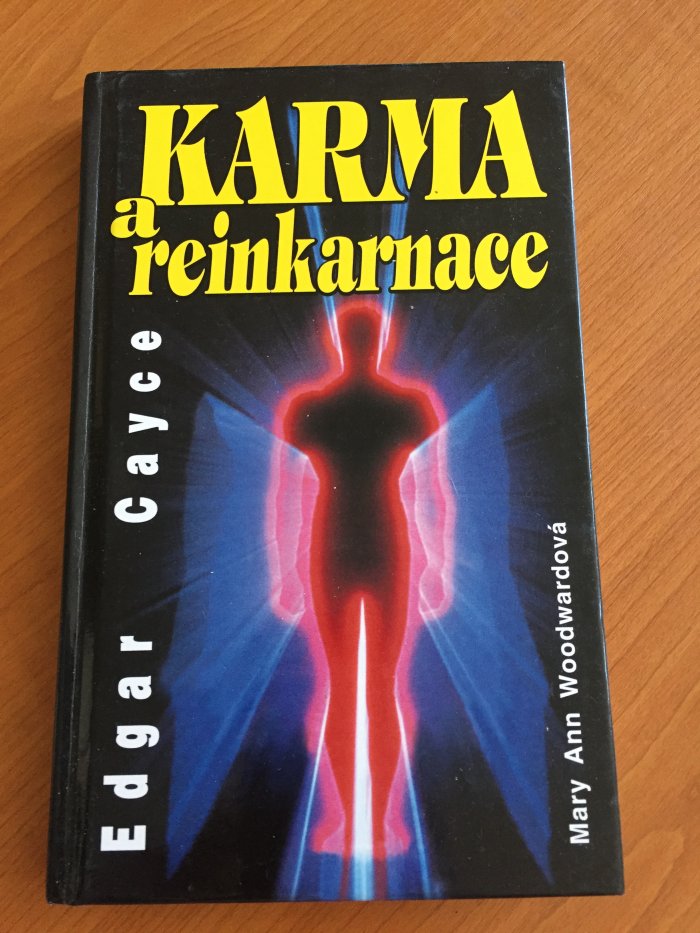 KARMA
a
reinkarnace
Edgar Cayce
Mary Ann Woodwardová